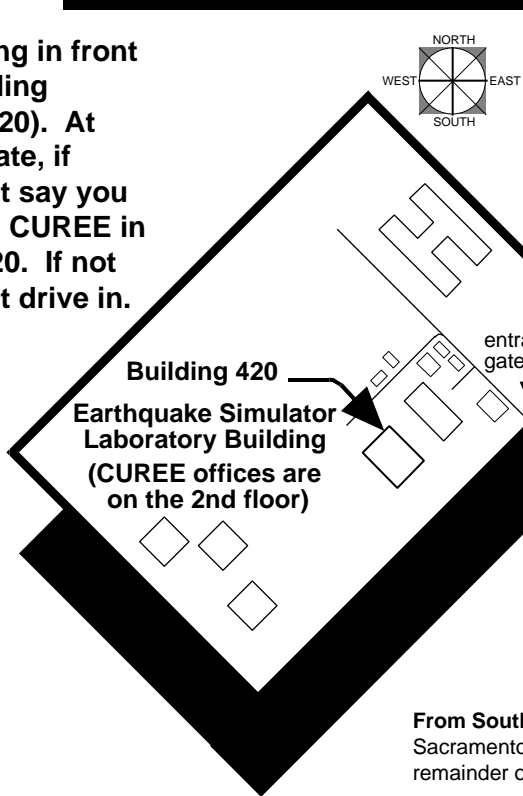 ng in front
ling
20). At
ate, if
t say you
CUREE in
20. If not
t drive in.
NORTH
WEST
EAST
SOUTH
entra
gate
Building 420
Earthquake Simulator
Laboratory Building
(CUREE offices are
on the 2nd floor)
From South
Sacramento
remainder o